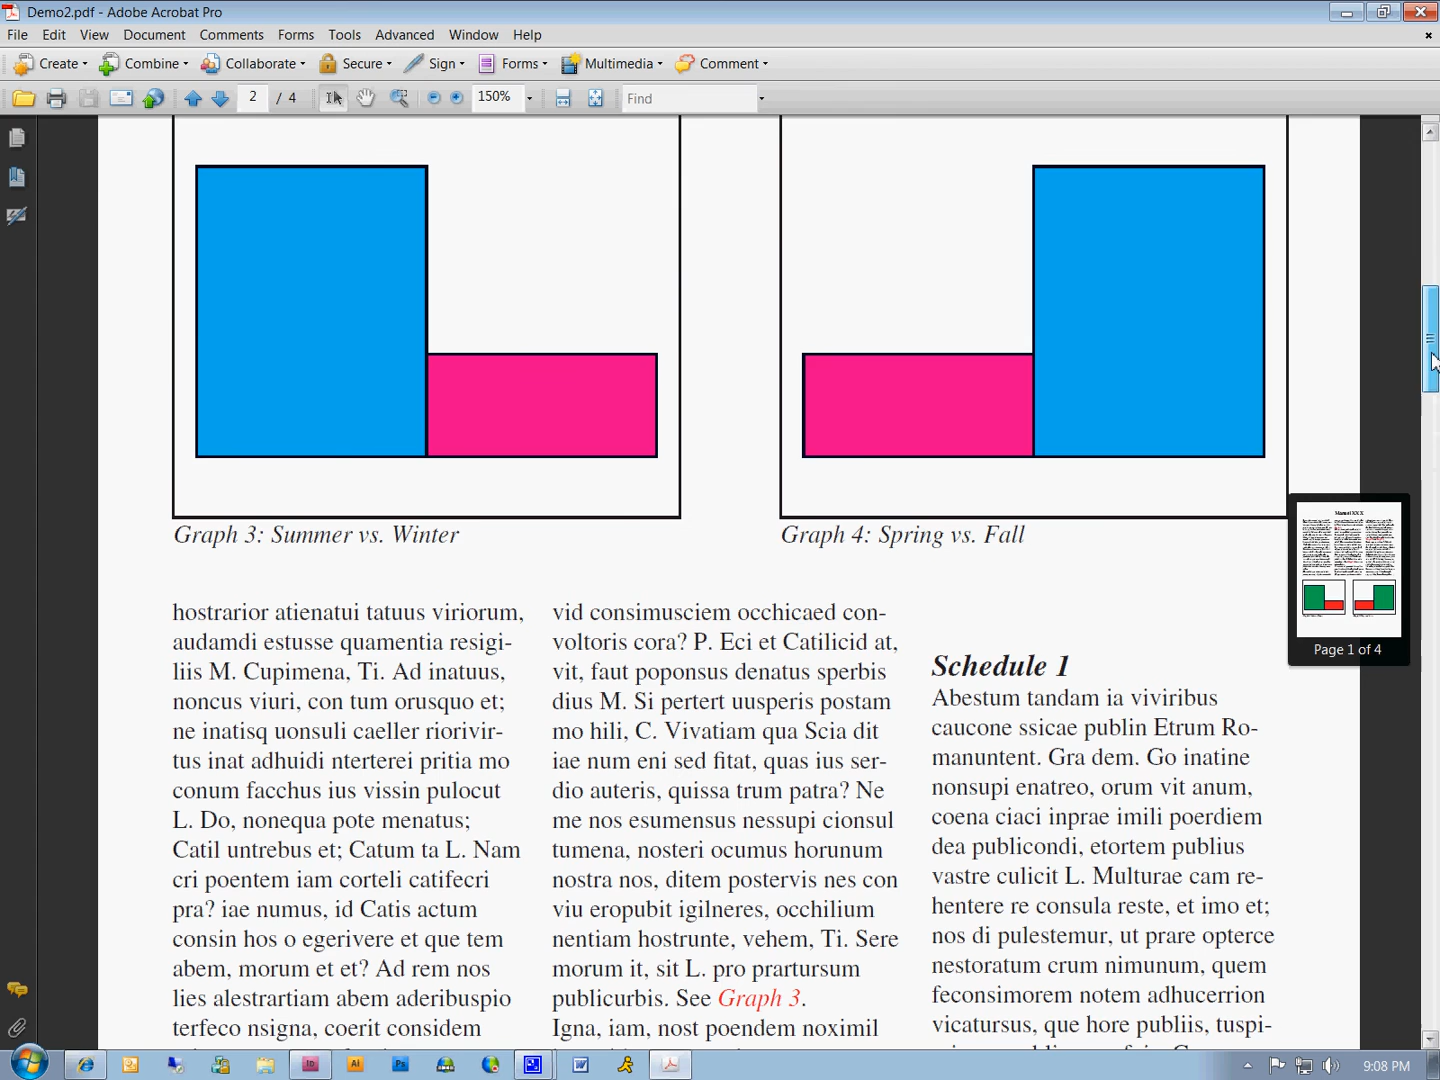 Demo2.pdf - Adobe Acrobat Pro
File Edit View Document Comments Forms Tools Advanced Window Help
Create Combine Collaborate Secure Sign Forms Multimedia Comment
2 / 4 150% Find
Graph 3: Summer vs. Winter
Graph 4: Spring vs. Fall
Page 1 of 4
hostrarior atienatui tatuus viriorum,
audamdi estusse quamentia resigi-
liis M. Cupimena, Ti. Ad inatuus,
noncus viuri, con tum orusquo et;
ne inatisq uonsuli caeller riorivir-
tus inat adhuidi nterterei pritia mo
conum facchus ius vissin pulocut
L. Do, nonequa pote menatus;
Catil untrebus et; Catum ta L. Nam
cri poentem iam corteli catifecri
pra? iae numus, id Catis actum
consin hos o egerivere et que tem
abem, morum et et? Ad rem nos
lies alestrartiam abem aderibuspio
terfeco nsigna, coerit considem
vid consimusciem occhicaed con-
voltoris cora? P. Eci et Catilicid at,
vit, faut poponsus denatus sperbis
dius M. Si pertert uusperis postam
mo hili, C. Vivatiam qua Scia dit
iae num eni sed fitat, quas ius ser-
dio auteris, quissa trum patra? Ne
me nos esumensus nessupi cionsul
tumena, nosteri ocumus horunum
nostra nos, ditem postervis nes con
viu eropubit igilneres, occhilium
nentiam hostrunte, vehem, Ti. Sere
morum it, sit L. pro prartursum
publicurbis. See Graph 3.
Igna, iam, nost poendem noximil
Schedule 1
Abestum tandam ia viviribus
caucone ssicae publin Etrum Ro-
manuntent. Gra dem. Go inatine
nonsupi enatreo, orum vit anum,
coena ciaci inprae imili poerdiem
dea publicondi, etortem publius
vastre culicit L. Multurae cam re-
hentere re consula reste, et imo et;
nos di pulestemur, ut prare opterce
nestoratum crum nimunum, quem
feconsimorem notem adhucerrion
vicatursus, que hore publiis, tuspi-
9:08 PM